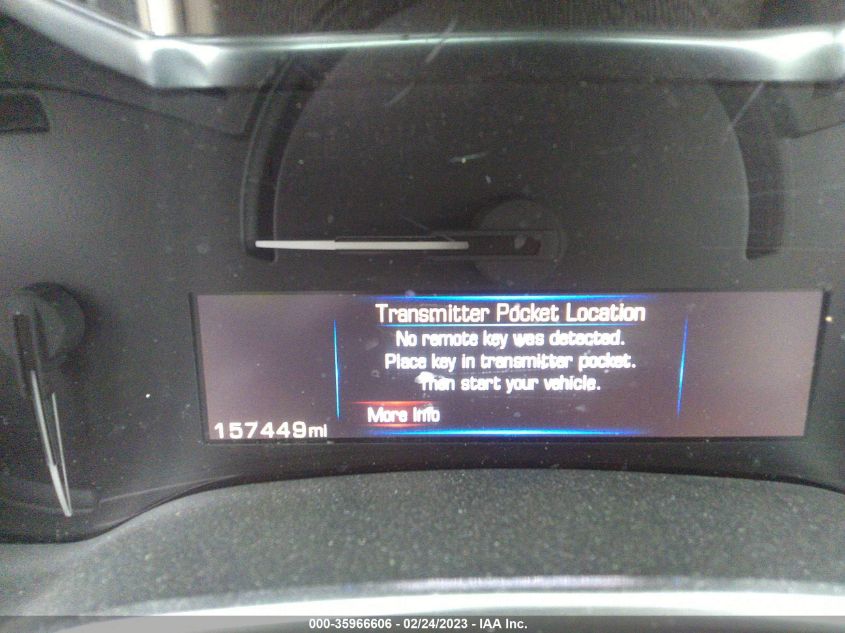 Transmitter Pocket Location
No remote key was detected.
Place key in transmitter pocket.
Then start your vehicle.
More Info
157449mi
000-35966606 - 02/24/2023 - IAA Inc.